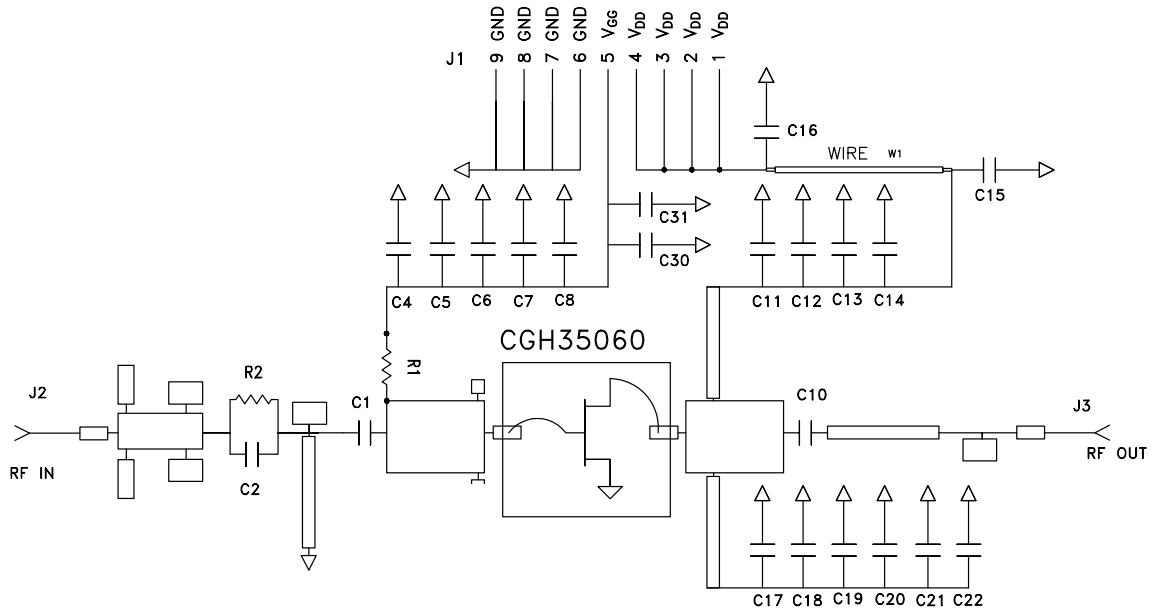 J1
9 GND
8 GND
7 GND
6 GND
5 VGG
4 VDD
3 VDD
2 VDD
1 VDD
C16
WIRE W1
C15
C31
C30
C4 C5 C6 C7 C8
C11 C12 C13 C14
CGH35060
R1
J2
R2
C1
C10
J3
RF IN
C2
RF OUT
C17 C18 C19 C20 C21 C22